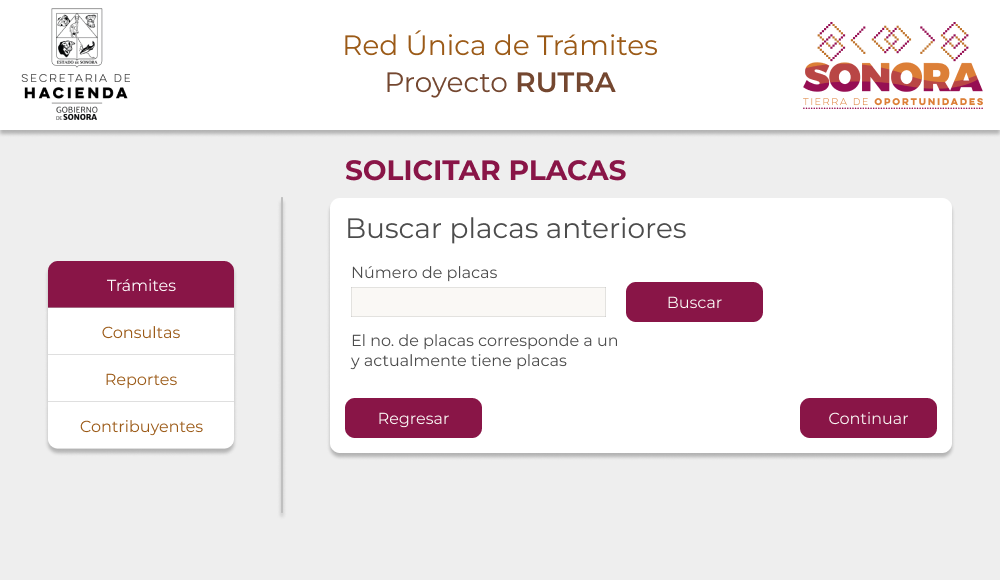 ESTADO DE SONORA
SECRETARIA DE
HACIENDA
GOBIERNO
DE SONORA
Red Única de Trámites
Proyecto RUTRA
SONORA
TIERRA DE OPORTUNIDADES
SOLICITAR PLACAS
Trámites
Consultas
Reportes
Contribuyentes
Buscar placas anteriores
Número de placas
Buscar
El no. de placas corresponde a un
y actualmente tiene placas
Regresar
Continuar